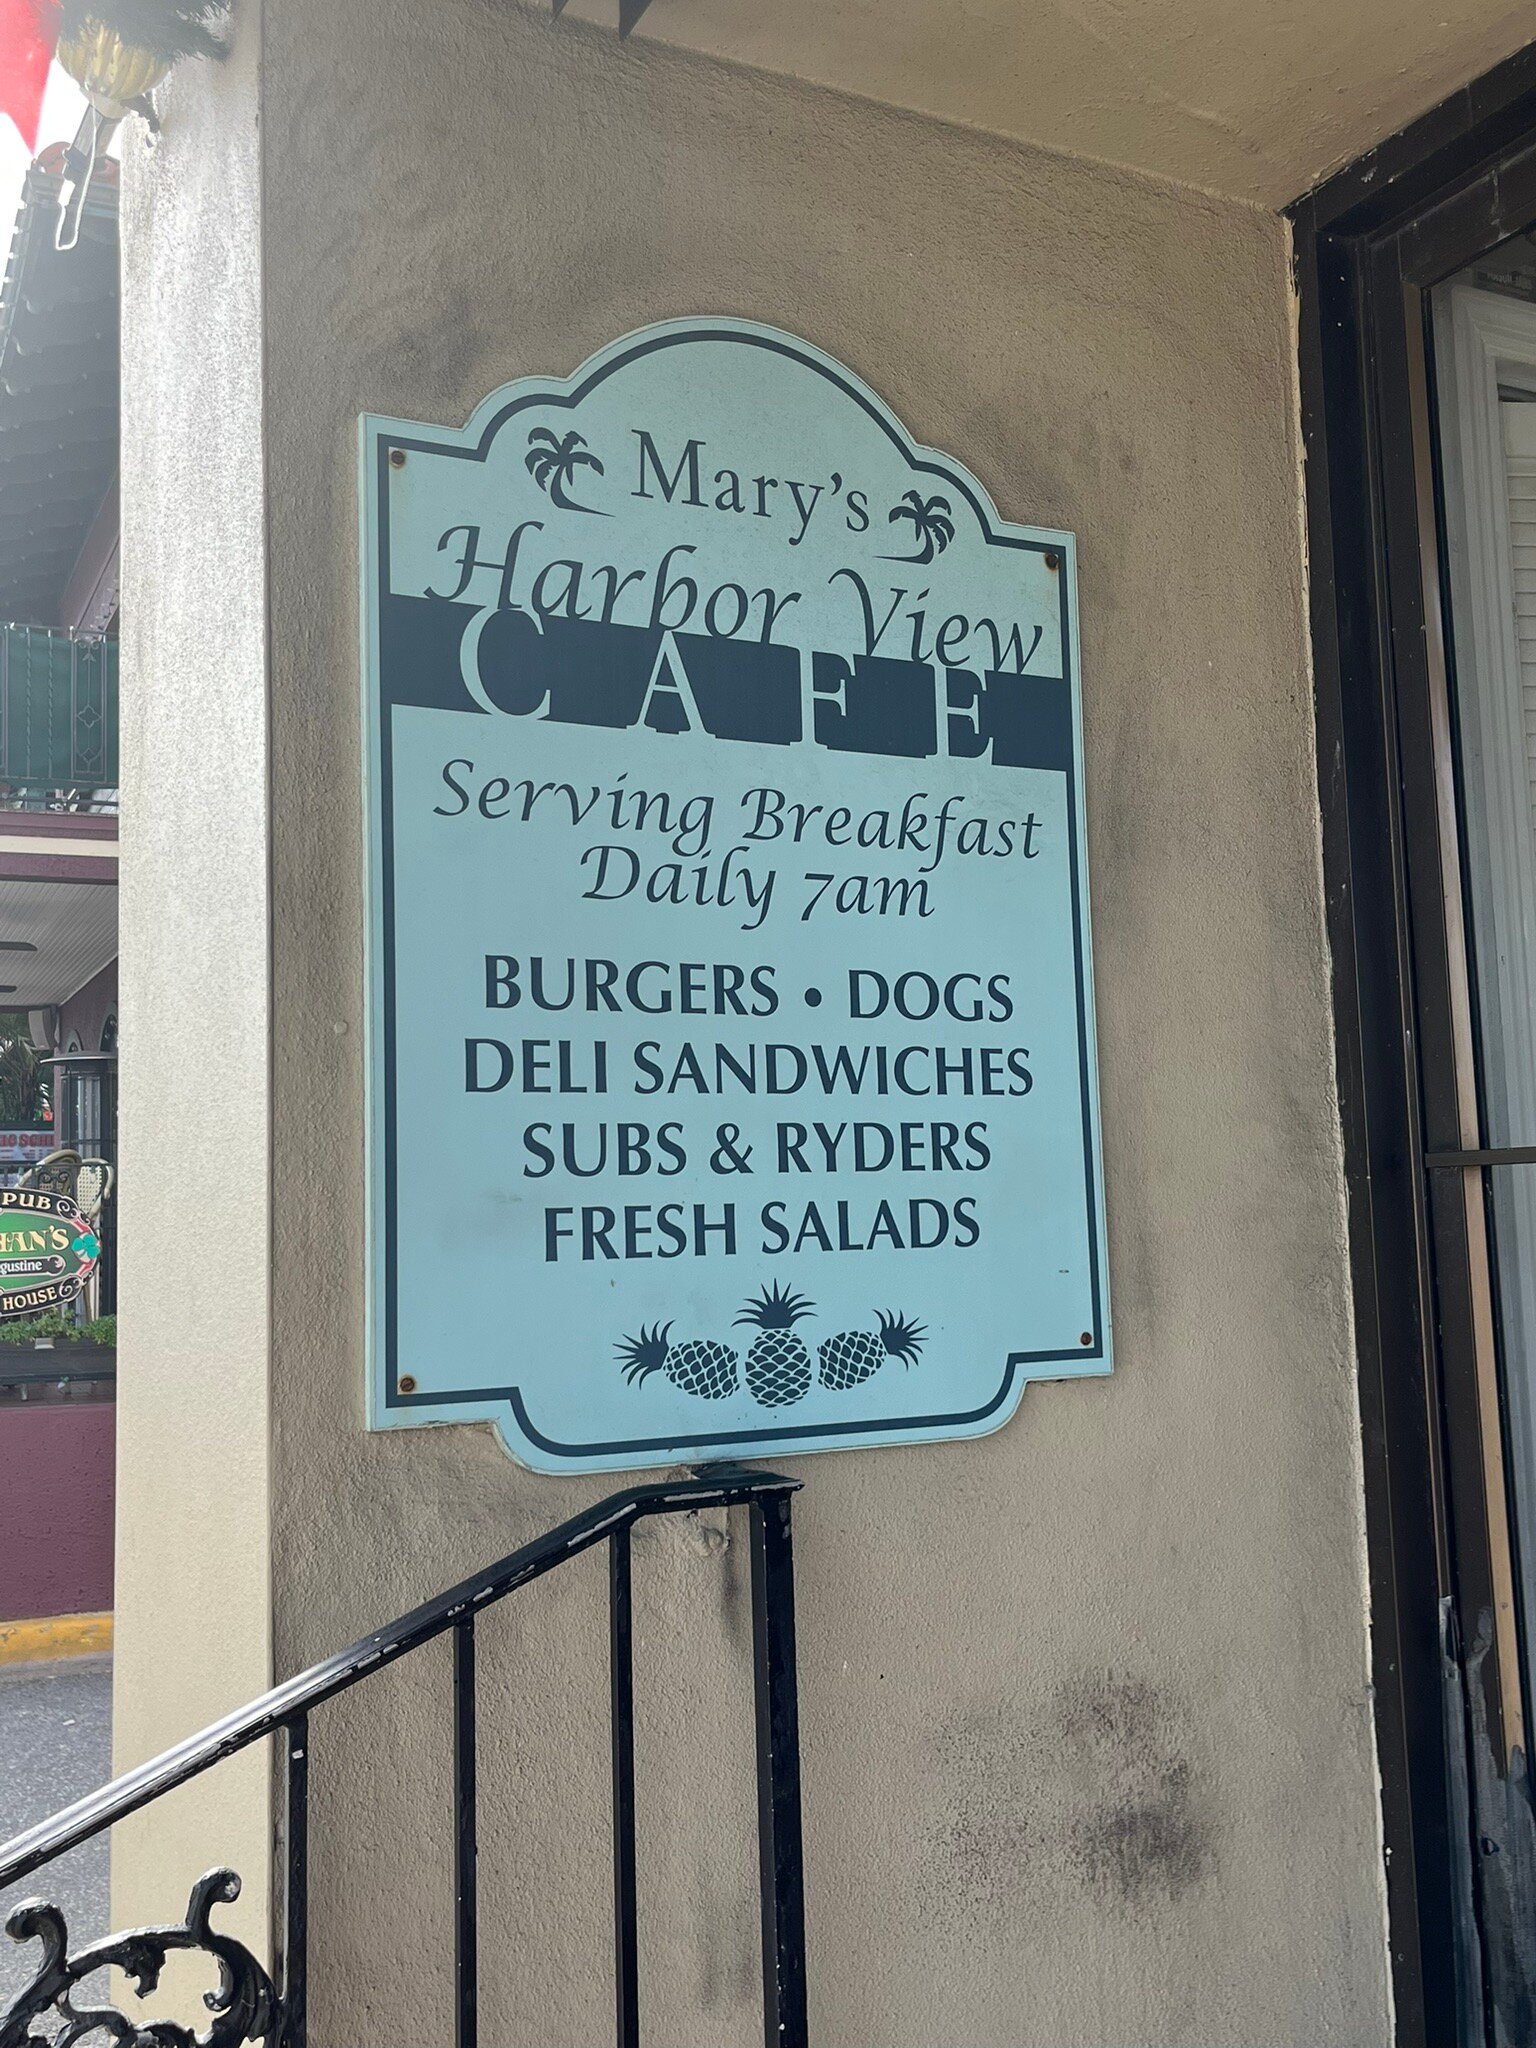 Mary's
Harbor View
CAFE
Serving Breakfast
Daily 7am
BURGERS • DOGS
DELI SANDWICHES
SUBS & RYDERS
FRESH SALADS
PUB
HOUSE